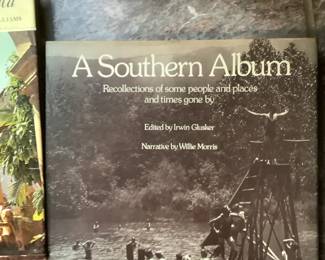 A Southern Album
Recollections of some people and places
and times gone by
Edited by Irwin Glusker
Narrative by Willie Morris